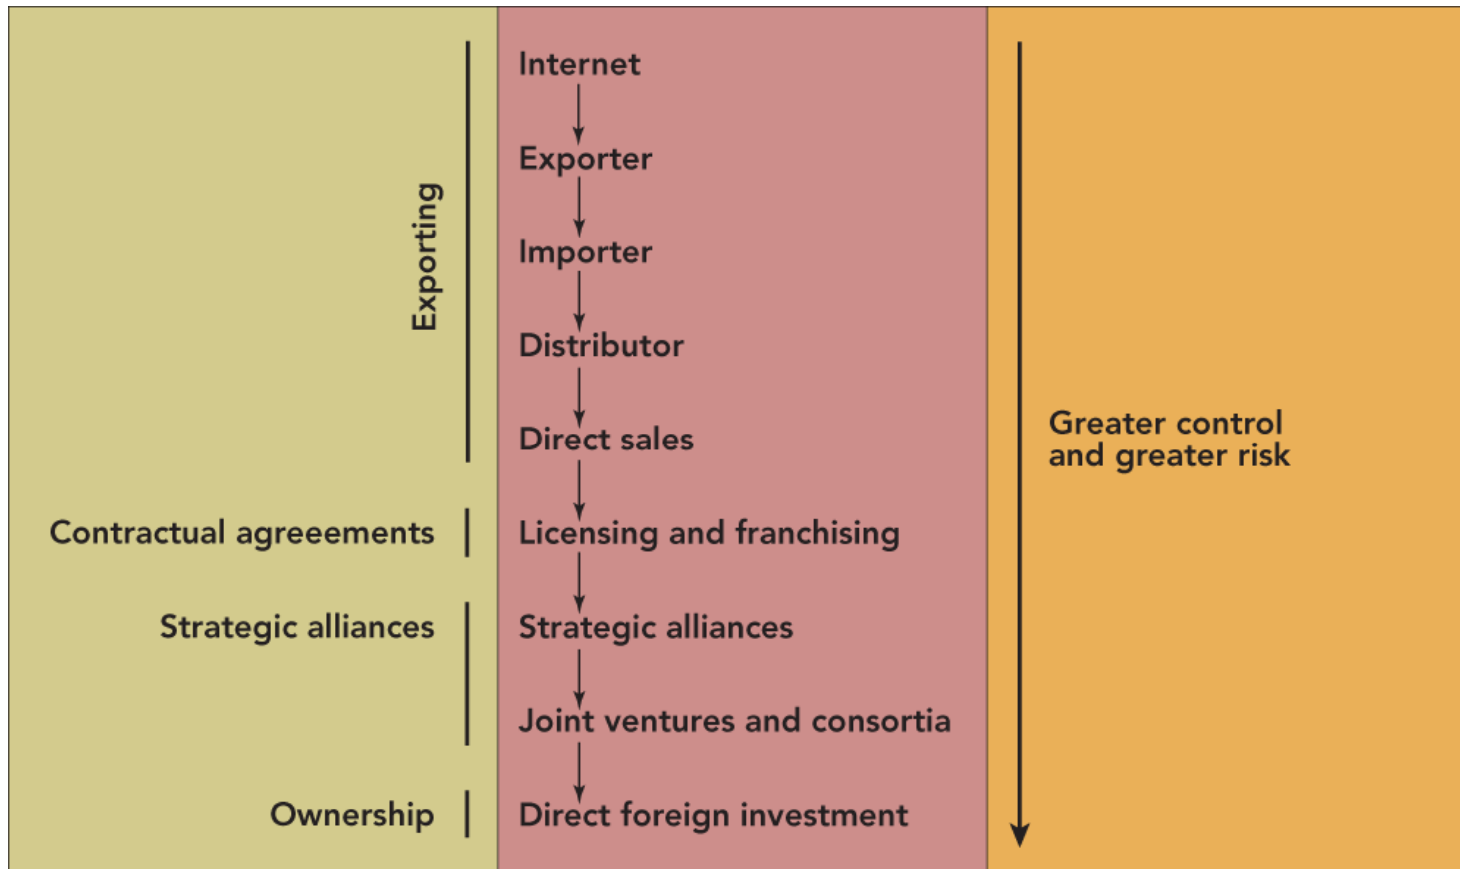 Exporting
Internet
Exporter
Importer
Distributor
Direct sales
Greater control
and greater risk
Contractual agreeements
Licensing and franchising
Strategic alliances
Strategic alliances
Joint ventures and consortia
Ownership
Direct foreign investment